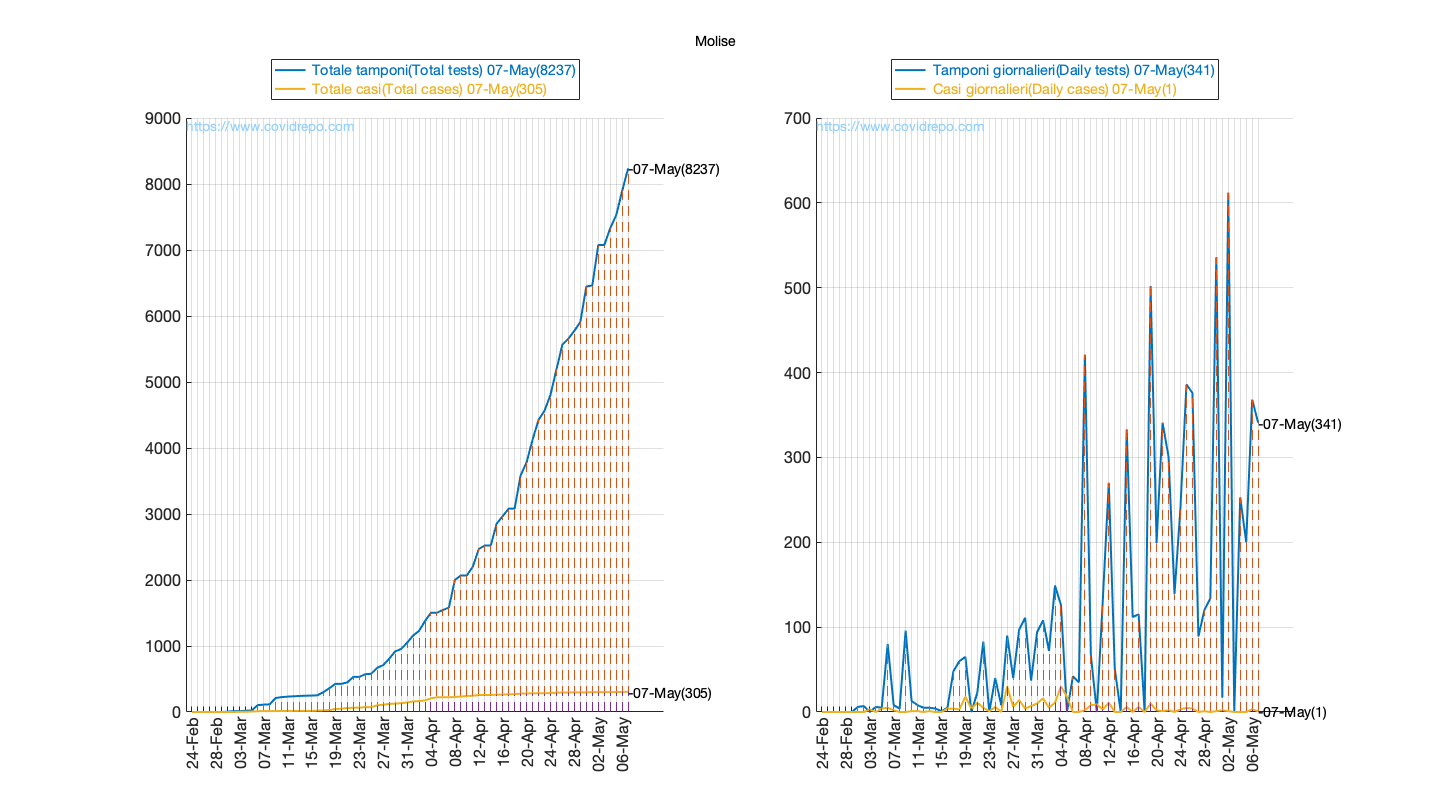 Molise
Totale tamponi(Total tests) 07-May(8237)
Totale casi(Total cases) 07-May(305)
9000
8000
7000
6000
5000
4000
3000
2000
1000
0
https://www.covidrepo.com
07-May(8237)
07-May(305)
24-Feb
28-Feb
03-Mar
07-Mar
11-Mar
15-Mar
19-Mar
23-Mar
27-Mar
31-Mar
04-Apr
08-Apr
12-Apr
16-Apr
20-Apr
24-Apr
28-Apr
02-May
06-May
Tamponi giornalieri(Daily tests) 07-May(341)
Casi giornalieri(Daily cases) 07-May(1)
700
600
500
400
300
200
100
0
https://www.covidrepo.com
07-May(341)
07-May(1)
24-Feb
28-Feb
03-Mar
07-Mar
11-Mar
15-Mar
19-Mar
23-Mar
27-Mar
31-Mar
04-Apr
08-Apr
12-Apr
16-Apr
20-Apr
24-Apr
28-Apr
02-May
06-May